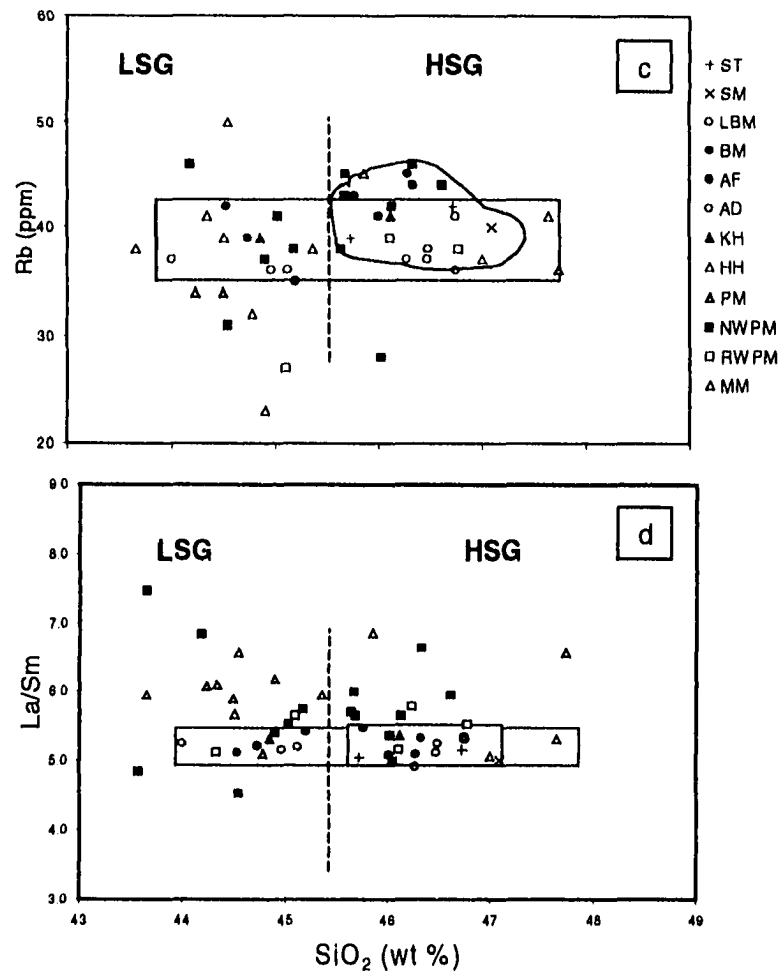 60
50
40
30
20
Rb (ppm)
LSG
HSG
c
ST
SM
LBM
BM
AF
AD
KH
HH
PM
NWPM
RWPM
MM
9.0
8.0
7.0
6.0
5.0
4.0
3.0
La/Sm
LSG
HSG
d
43 44 45 46 47 48 49
SiO₂ (wt %)